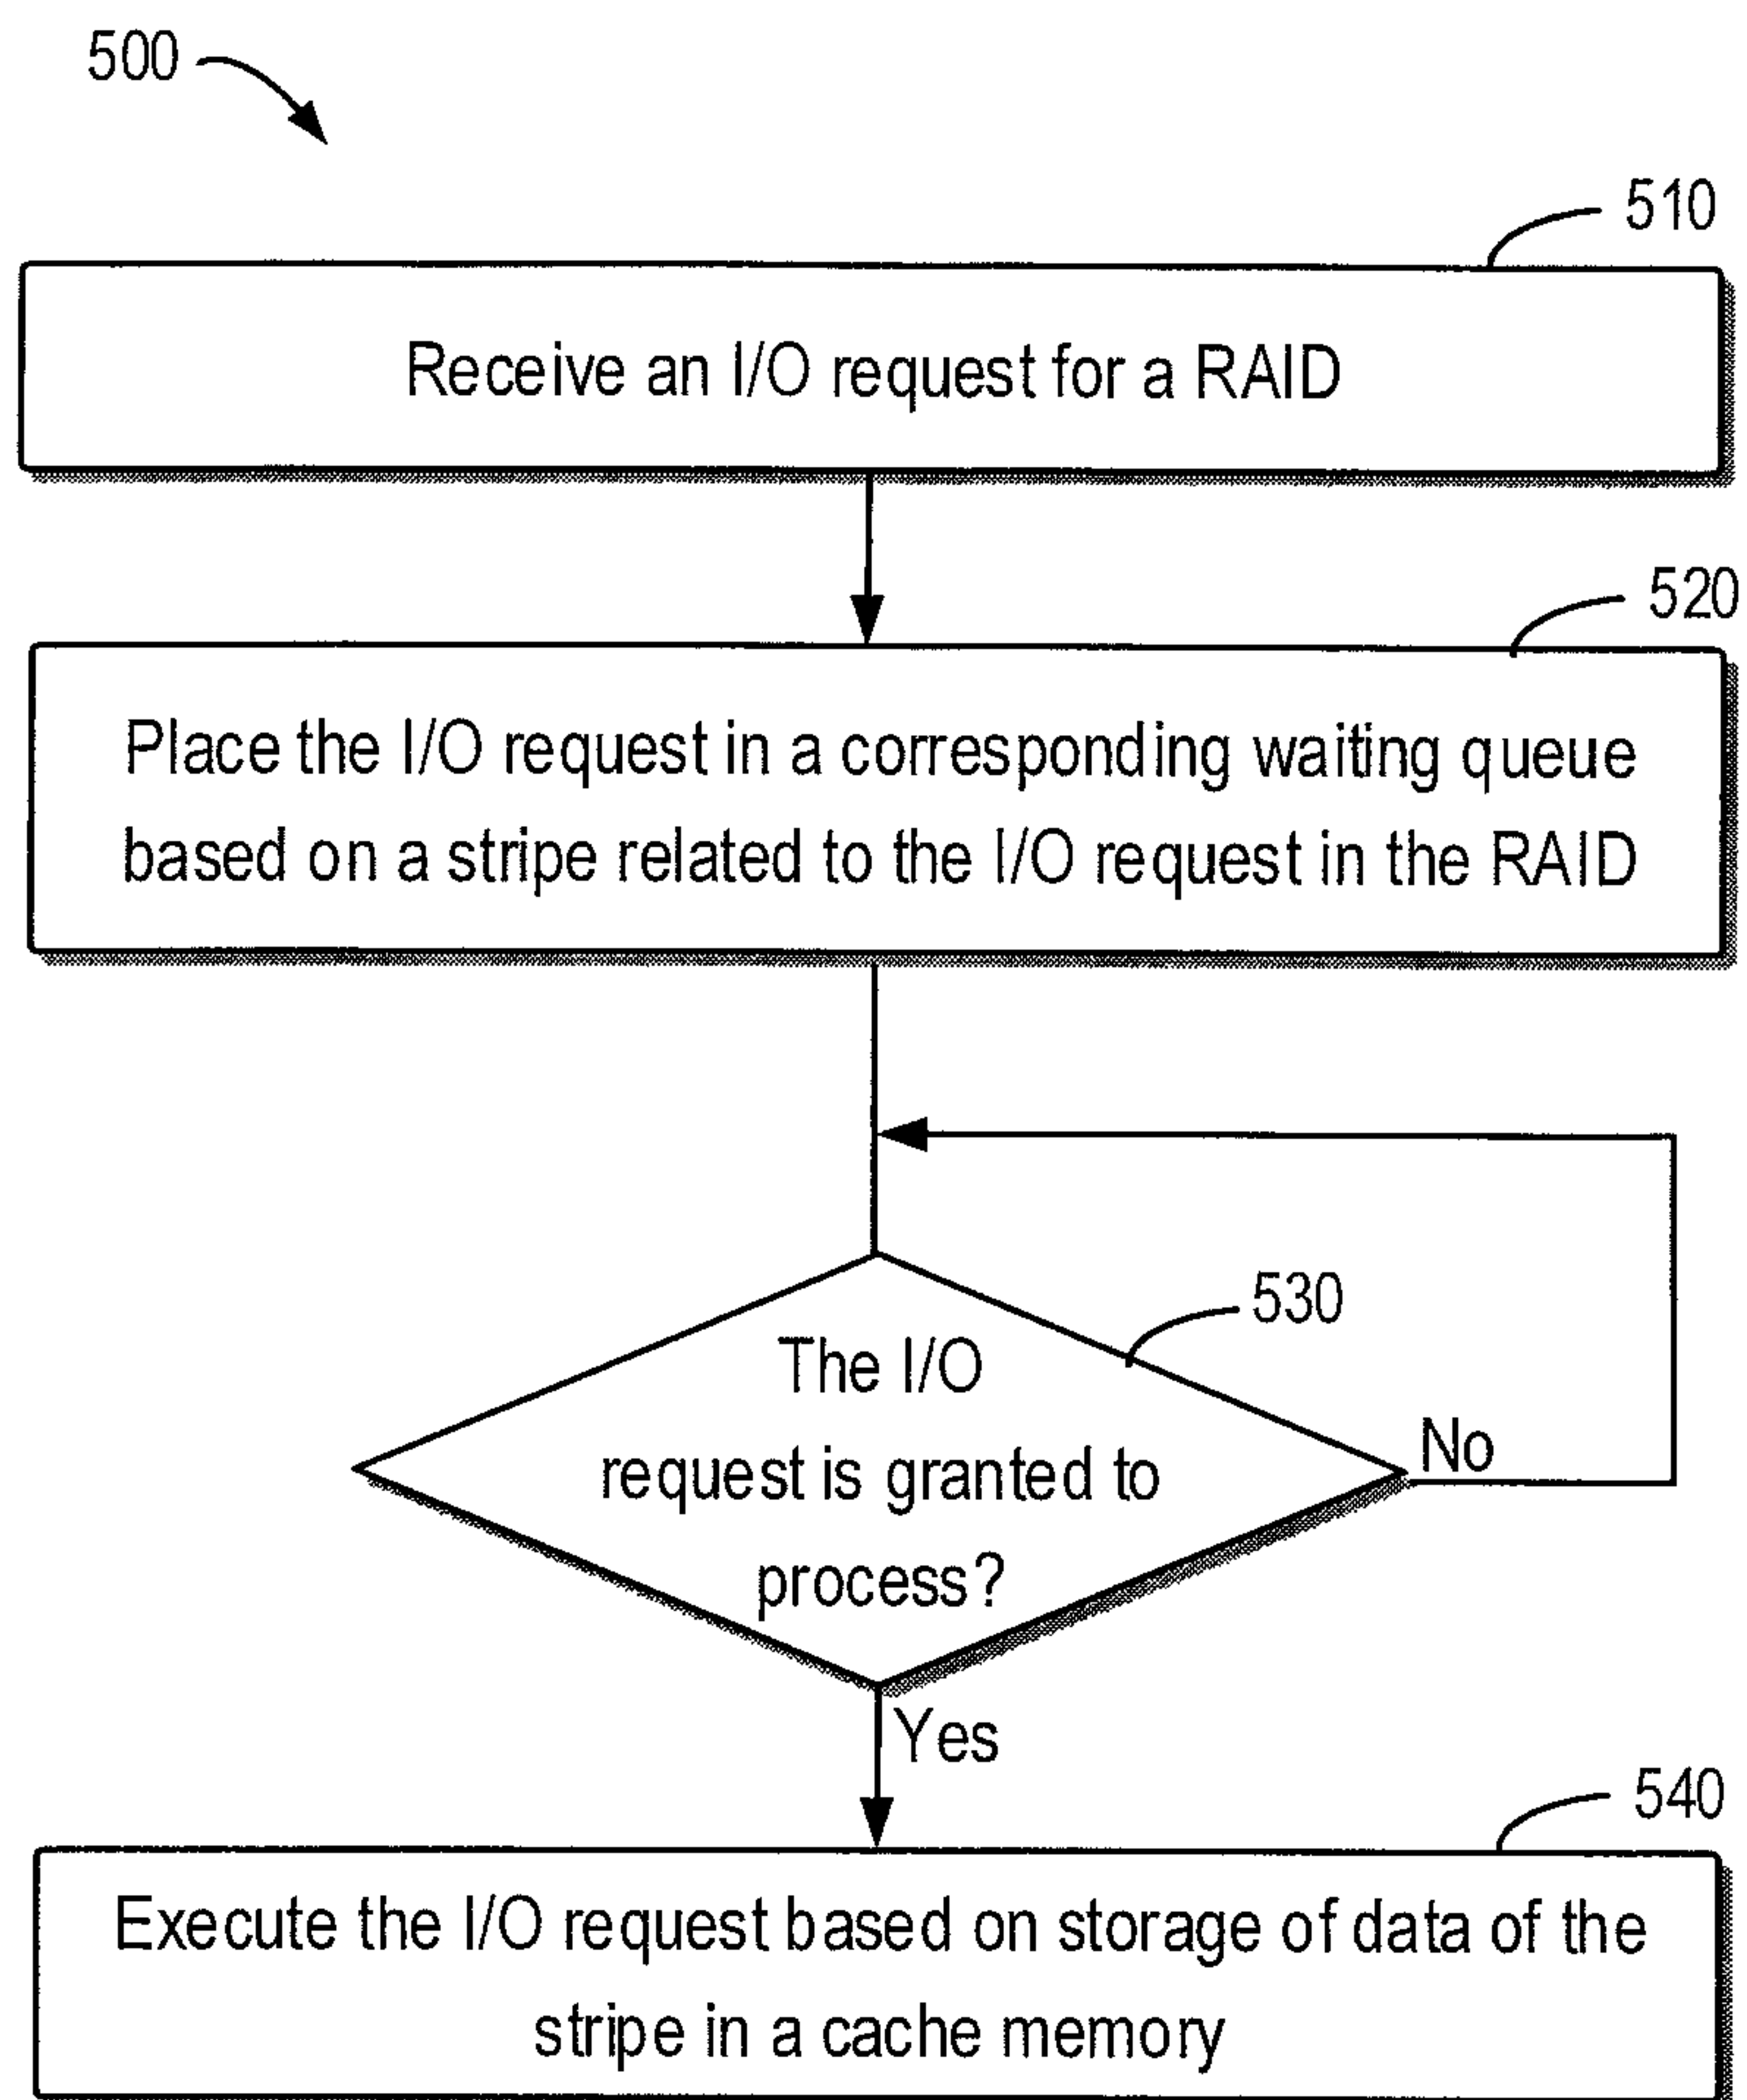 500
510
Receive an I/O request for a RAID
520
Place the I/O request in a corresponding waiting queue
based on a stripe related to the I/O request in the RAID
530
The I/O
request is granted to
process?
No
Yes
540
Execute the I/O request based on storage of data of the
stripe in a cache memory